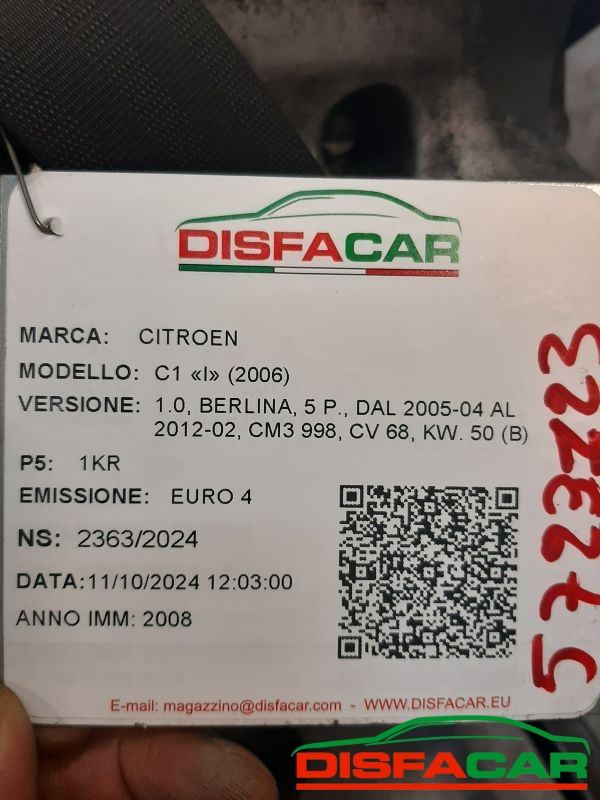 DISFACAR
MARCA: CITROEN
MODELLO: C1 «I» (2006)
VERSIONE: 1.0, BERLINA, 5 P., DAL 2005-04 AL
2012-02, CM3 998, CV 68, KW. 50 (B)
P5: 1KR
EMISSIONE: EURO 4
NS: 2363/2024
DATA:11/10/2024 12:03:00
ANNO IMM: 2008
E-mail: magazzino@disfacar.com - WWW.DISFACAR.EU
5723723
DISFACAR